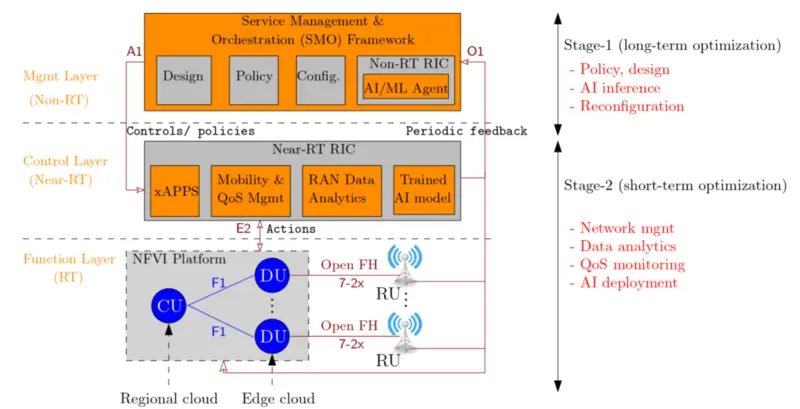 Service Management &
Orchestration (SMO) Framework
A1
O1
Design
Policy
Config.
Non-RT RIC
AI/ML Agent
Mgmt Layer
(Non-RT)
Stage-1 (long-term optimization)
- Policy, design
- AI inference
- Reconfiguration
Controls/ policies
Periodic feedback
Near-RT RIC
Control Layer
(Near-RT)
xAPPS
Mobility &
QoS Mgmt
RAN Data
Analytics
Trained
AI model
Stage-2 (short-term optimization)
- Network mgnt
- Data analytics
- QoS monitoring
- AI deployment
E2
Actions
Function Layer
(RT)
NFVI Platform
CU
F1
F1
DU
DU
Open FH
7-2x
RU
Open FH
7-2x
RU
Regional cloud
Edge cloud